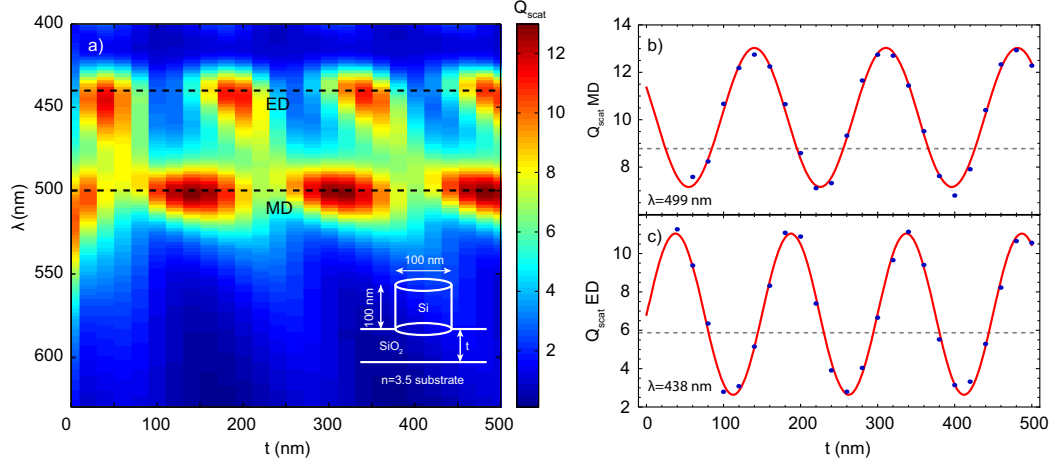 Q_scat
a)
400
450
500
550
600
λ(nm)
ED
MD
100 nm
100 nm
Si
SiO₂
t
n=3.5 substrate
0
100
200
300
400
500
t (nm)
12
10
8
6
4
2
b)
14
12
10
8
6
Q_scat MD
λ=499 nm
c)
12
10
8
6
4
2
Q_scat ED
λ=438 nm
0
100
200
300
400
500
t (nm)